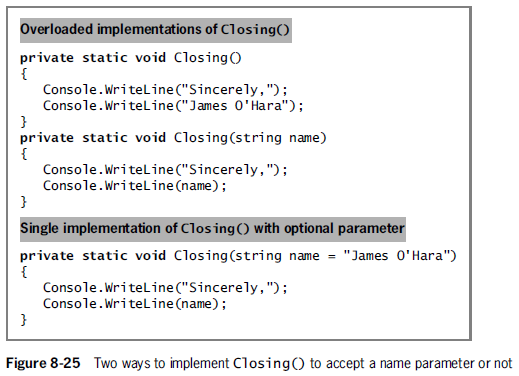 Overloaded implementations of Closing()
private static void Closing()
{
Console.WriteLine("Sincerely,");
Console.WriteLine("James O'Hara");
}
private static void Closing(string name)
{
Console.WriteLine("Sincerely,");
Console.WriteLine(name);
}
Single implementation of Closing() with optional parameter
private static void Closing(string name = "James O'Hara")
{
Console.WriteLine("Sincerely,");
Console.WriteLine(name);
}
Figure 8-25 Two ways to implement Closing() to accept a name parameter or not